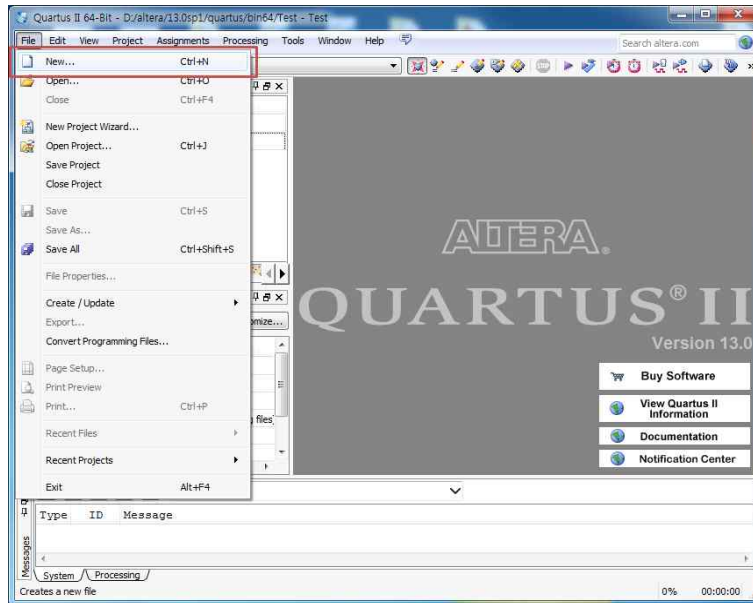 Quartus II 64-Bit - D:/altera/13.0sp1/quartus/bin64/Test - Test
File Edit View Project Assignments Processing Tools Window Help
Search altera.com
New... Ctrl+N
Open... Ctrl+O
Close Ctrl+F4
New Project Wizard...
Open Project... Ctrl+J
Save Project
Close Project
Save Ctrl+S
Save As...
Save All Ctrl+Shift+S
File Properties...
Create / Update
Export...
Convert Programming Files...
Page Setup...
Print Preview
Print... Ctrl+P
Recent Files
Recent Projects
Exit Alt+F4
files
ALTERA®
QUARTUS® II
Version 13.0
Buy Software
View Quartus II
Information
Documentation
Notification Center
Type ID Message
Messages
System Processing
Creates a new file
0% 00:00:00